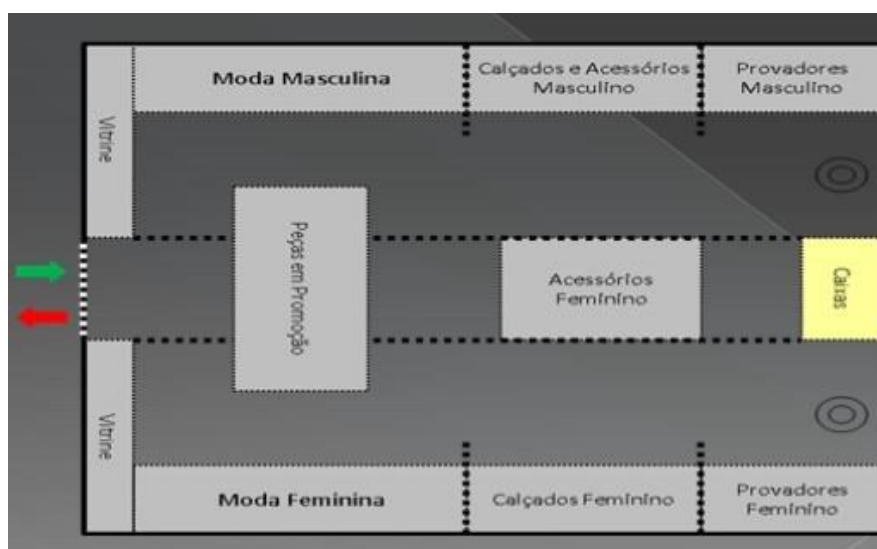 Moda Masculina
Calçados e Acessórios
Masculino
Provadores
Masculino
Vitrine
Peças em Promoção
Acessórios
Feminino
Caixas
Vitrine
Moda Feminina
Calçados Feminino
Provadores
Feminino